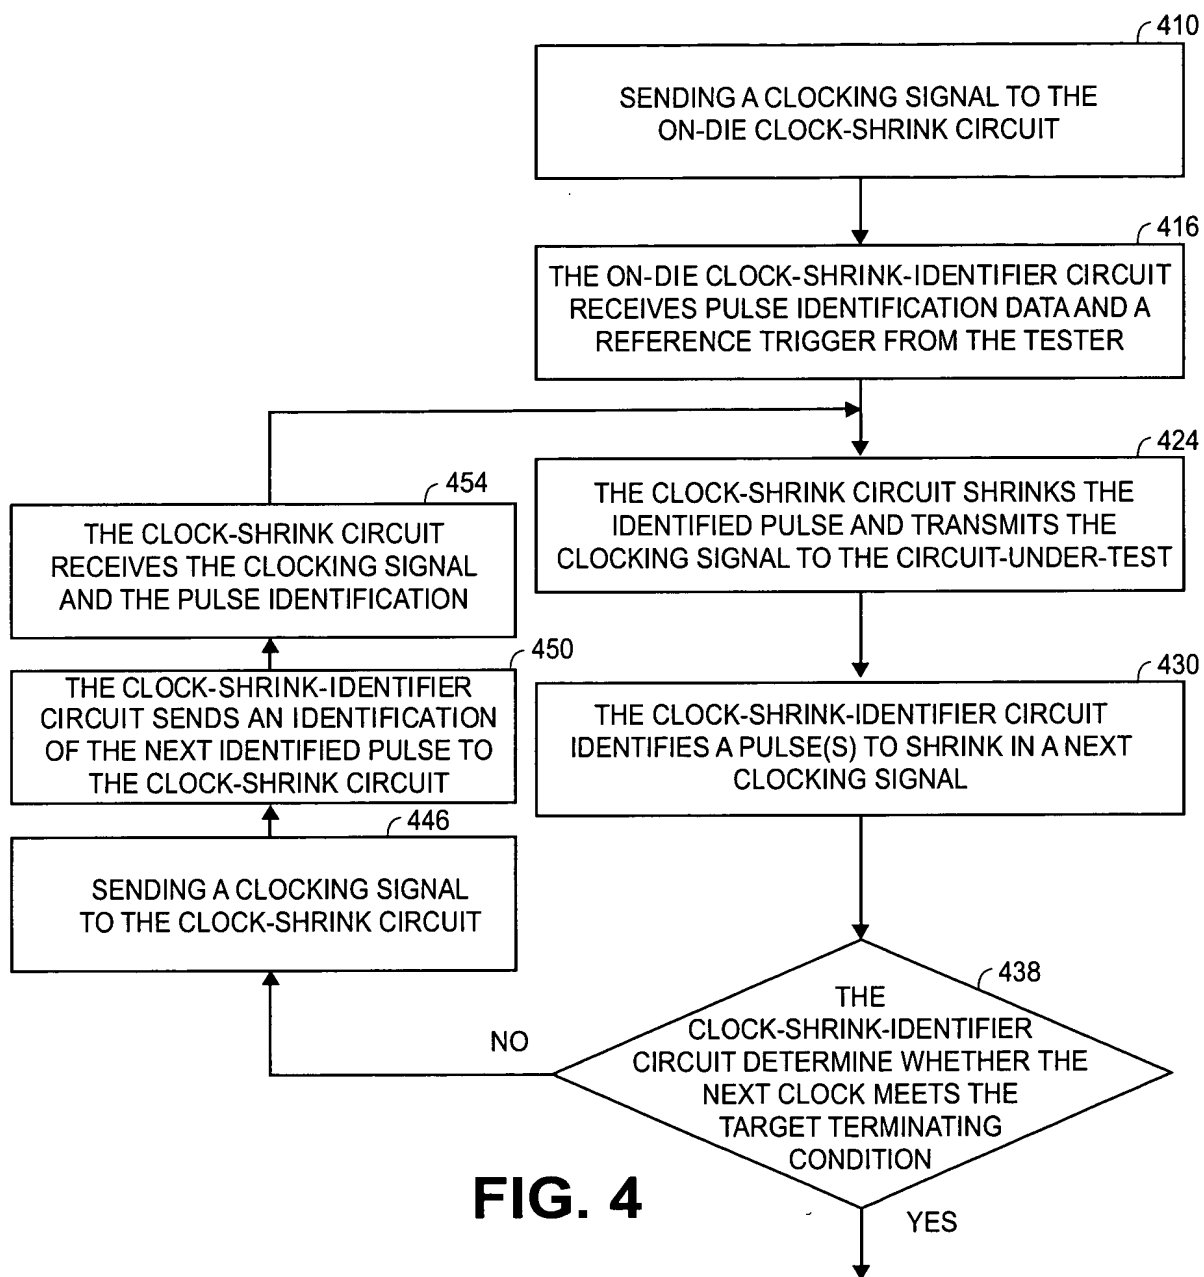 410
SENDING A CLOCKING SIGNAL TO THE
ON-DIE CLOCK-SHRINK CIRCUIT
416
THE ON-DIE CLOCK-SHRINK-IDENTIFIER CIRCUIT
RECEIVES PULSE IDENTIFICATION DATA AND A
REFERENCE TRIGGER FROM THE TESTER
424
THE CLOCK-SHRINK CIRCUIT SHRINKS THE
IDENTIFIED PULSE AND TRANSMITS THE
CLOCKING SIGNAL TO THE CIRCUIT-UNDER-TEST
430
THE CLOCK-SHRINK-IDENTIFIER CIRCUIT
IDENTIFIES A PULSE(S) TO SHRINK IN A NEXT
CLOCKING SIGNAL
438
THE
CLOCK-SHRINK-IDENTIFIER
CIRCUIT DETERMINE WHETHER THE
NEXT CLOCK MEETS THE
TARGET TERMINATING
CONDITION
NO
446
SENDING A CLOCKING SIGNAL
TO THE CLOCK-SHRINK CIRCUIT
450
THE CLOCK-SHRINK-IDENTIFIER
CIRCUIT SENDS AN IDENTIFICATION
OF THE NEXT IDENTIFIED PULSE TO
THE CLOCK-SHRINK CIRCUIT
454
THE CLOCK-SHRINK CIRCUIT
RECEIVES THE CLOCKING SIGNAL
AND THE PULSE IDENTIFICATION
YES
FIG. 4